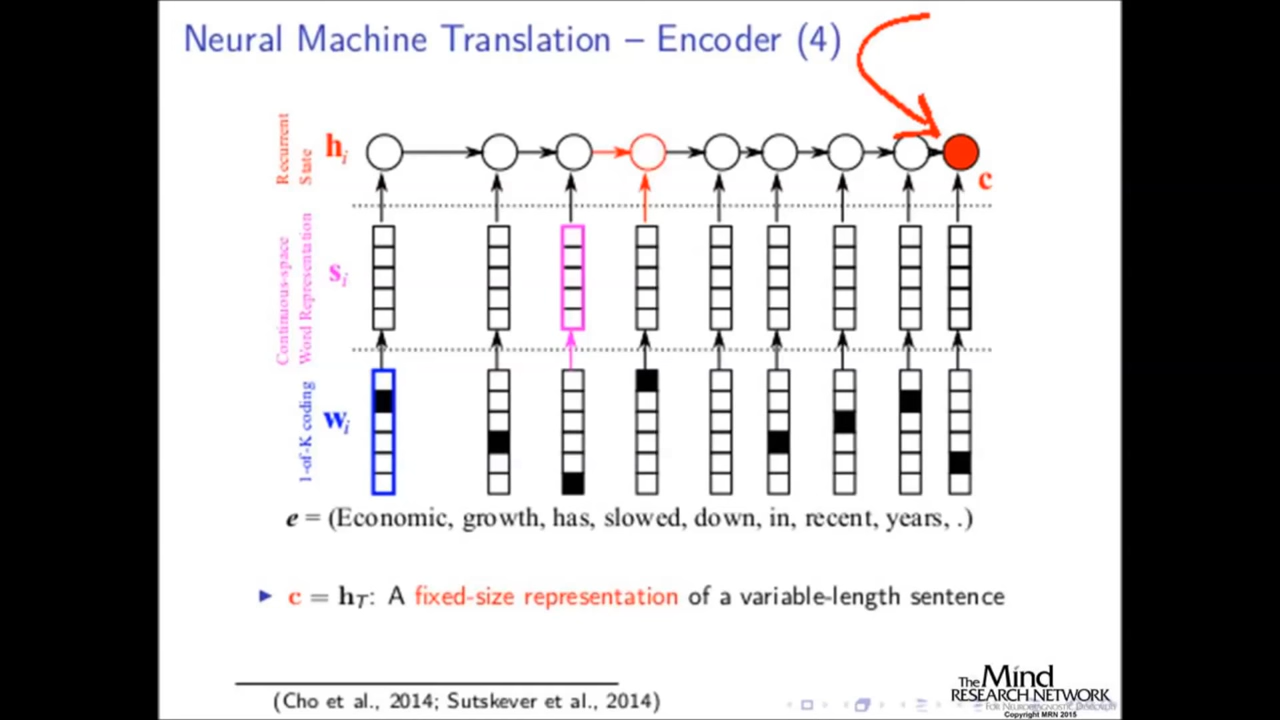 Neural Machine Translation – Encoder (4)
Recurrent
State
h_i
c
Continuous-space
Word Representation
s_i
1-of-K coding
w_i
e = (Economic, growth, has, slowed, down, in, recent, years, .)
▶ c = h_T: A fixed-size representation of a variable-length sentence
(Cho et al., 2014; Sutskever et al., 2014)
The Mind
RESEARCH NETWORK
Copyright MRN 2015